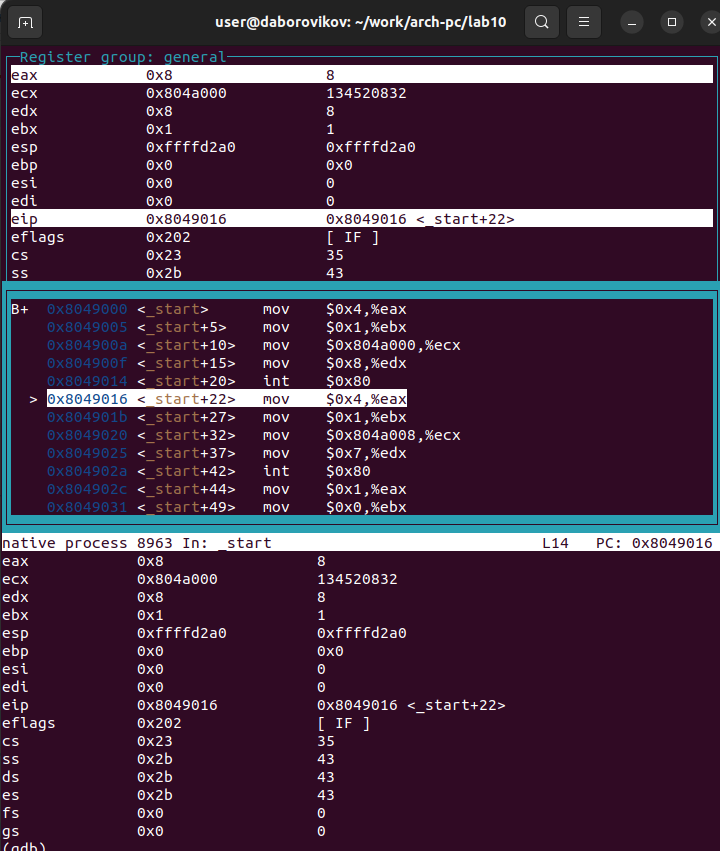 user@daborovikov: ~/work/arch-pc/lab10
Register group: general
eax 0x8 8
ecx 0x804a000 134520832
edx 0x8 8
ebx 0x1 1
esp 0xffffd2a0 0xffffd2a0
ebp 0x0 0x0
esi 0x0 0
edi 0x0 0
eip 0x8049016 0x8049016 <_start+22>
eflags 0x202 [ IF ]
cs 0x23 35
ss 0x2b 43
B+ 0x8049000 <_start> mov $0x4,%eax
0x8049005 <_start+5> mov $0x1,%ebx
0x804900a <_start+10> mov $0x804a000,%ecx
0x804900f <_start+15> mov $0x8,%edx
0x8049014 <_start+20> int $0x80
> 0x8049016 <_start+22> mov $0x4,%eax
0x804901b <_start+27> mov $0x1,%ebx
0x8049020 <_start+32> mov $0x804a008,%ecx
0x8049025 <_start+37> mov $0x7,%edx
0x804902a <_start+42> int $0x80
0x804902c <_start+44> mov $0x1,%eax
0x8049031 <_start+49> mov $0x0,%ebx
native process 8963 In: _start L14 PC: 0x8049016
eax 0x8 8
ecx 0x804a000 134520832
edx 0x8 8
ebx 0x1 1
esp 0xffffd2a0 0xffffd2a0
ebp 0x0 0x0
esi 0x0 0
edi 0x0 0
eip 0x8049016 0x8049016 <_start+22>
eflags 0x202 [ IF ]
cs 0x23 35
ss 0x2b 43
ds 0x2b 43
es 0x2b 43
fs 0x0 0
gs 0x0 0
(gdb)